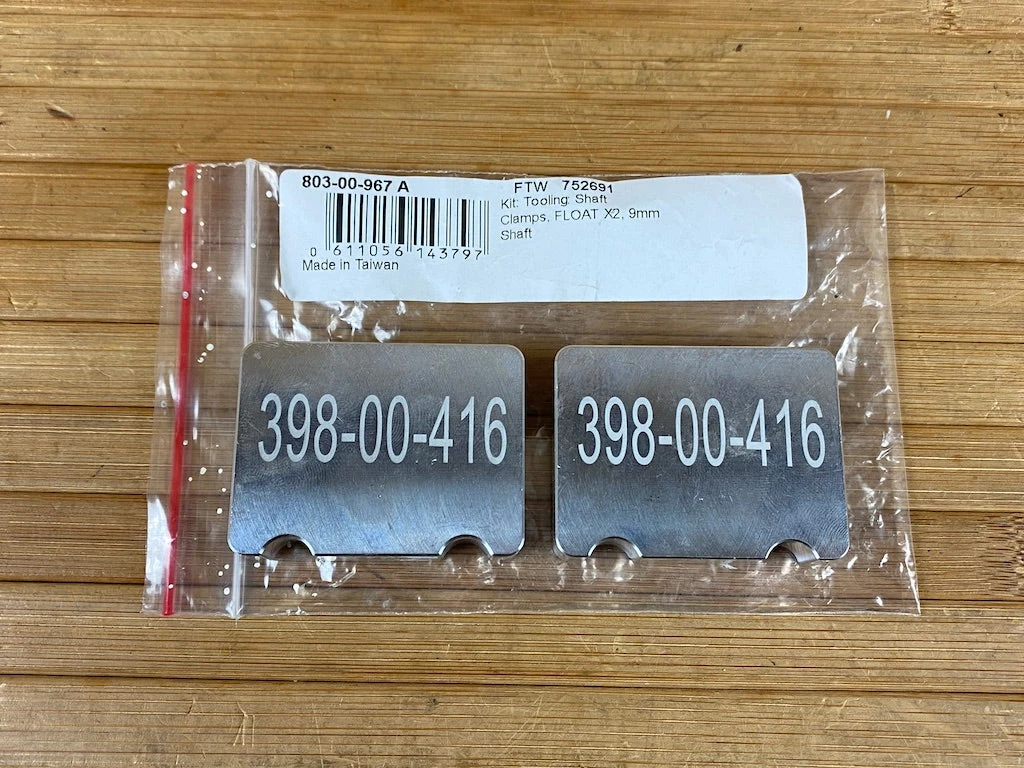 803-00-967 A FTW 752691
Kit: Tooling: Shaft
Clamps, FLOAT X2, 9mm
Shaft
0 611056 143797
Made in Taiwan
398-00-416 398-00-416